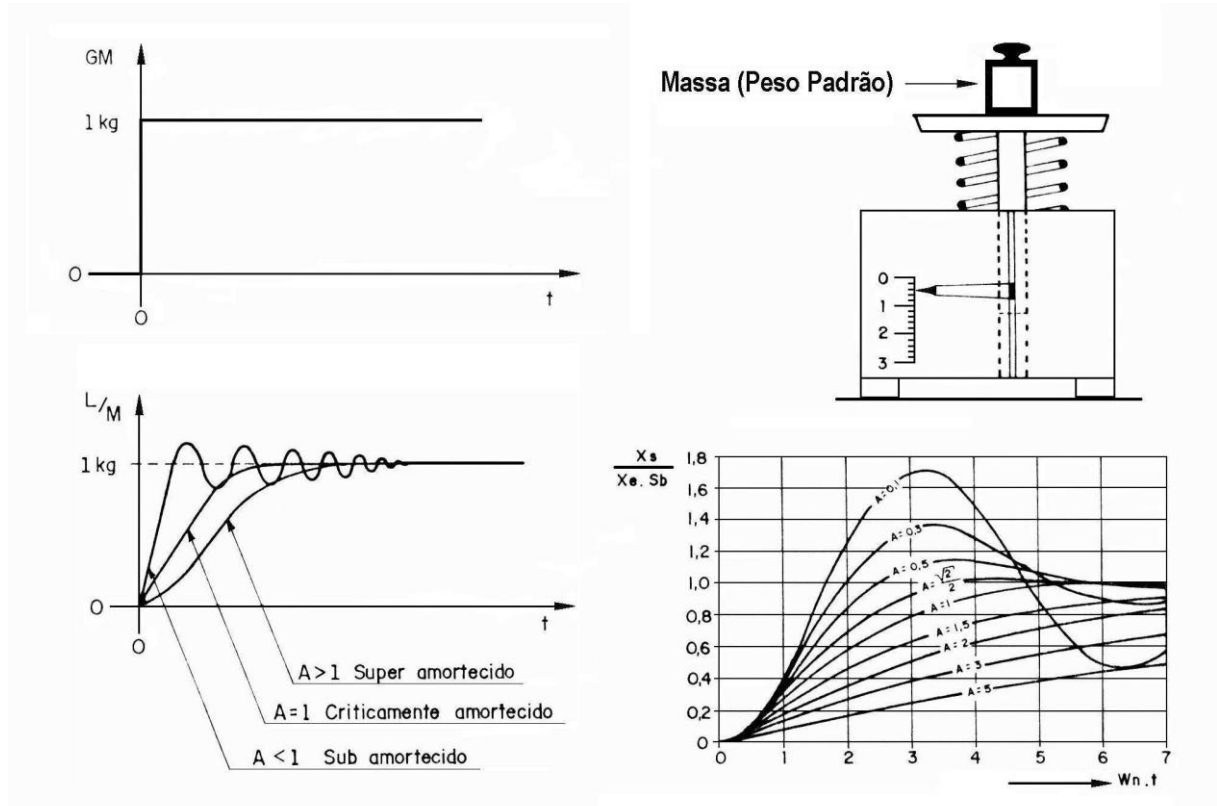 GM
1 kg
0
0
t
Massa (Peso Padrão)
0
1
2
3
L/M
1 kg
0
0
t
A>1 Super amortecido
A=1 Criticamente amortecido
A<1 Sub amortecido
Xs
Xe. Sb
1,8
1,6
1,4
1,2
1,0
0,8
0,6
0,4
0,2
0
A=0,1
A=0,3
A=0,5
A=√2/2
A=1
A=1,5
A=2
A=3
A=5
0 1 2 3 4 5 6 7
Wn.t